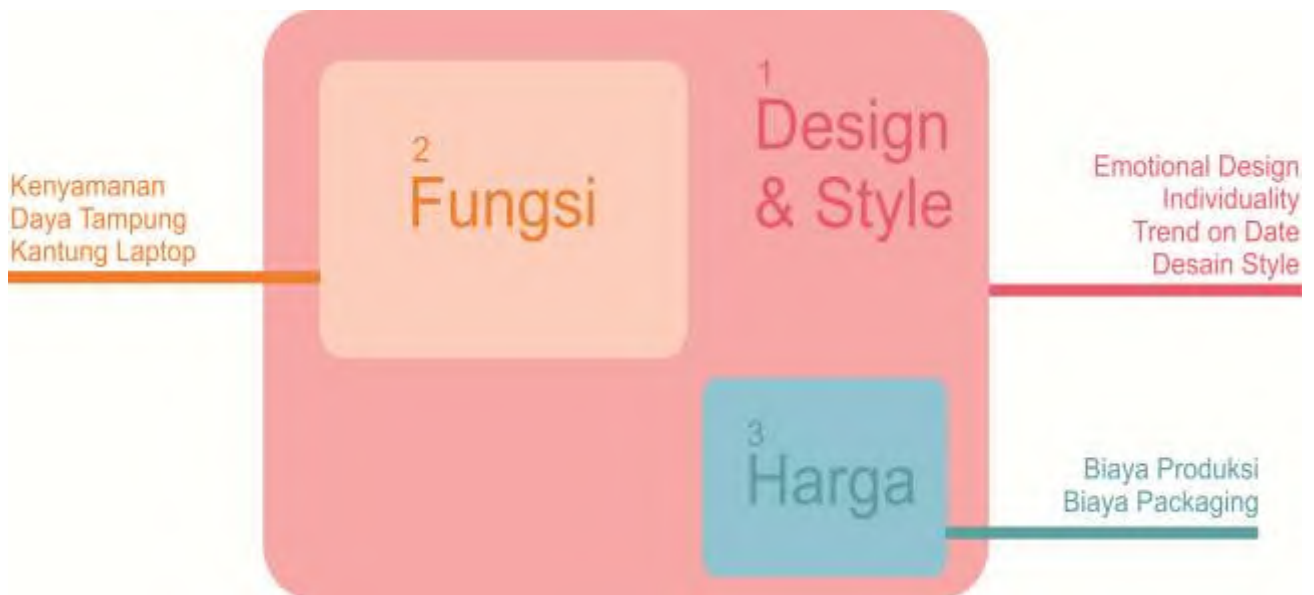 1
Design
& Style
2
Fungsi
3
Harga
Kenyamanan
Daya Tampung
Kantung Laptop
Emotional Design
Individuality
Trend on Date
Desain Style
Biaya Produksi
Biaya Packaging